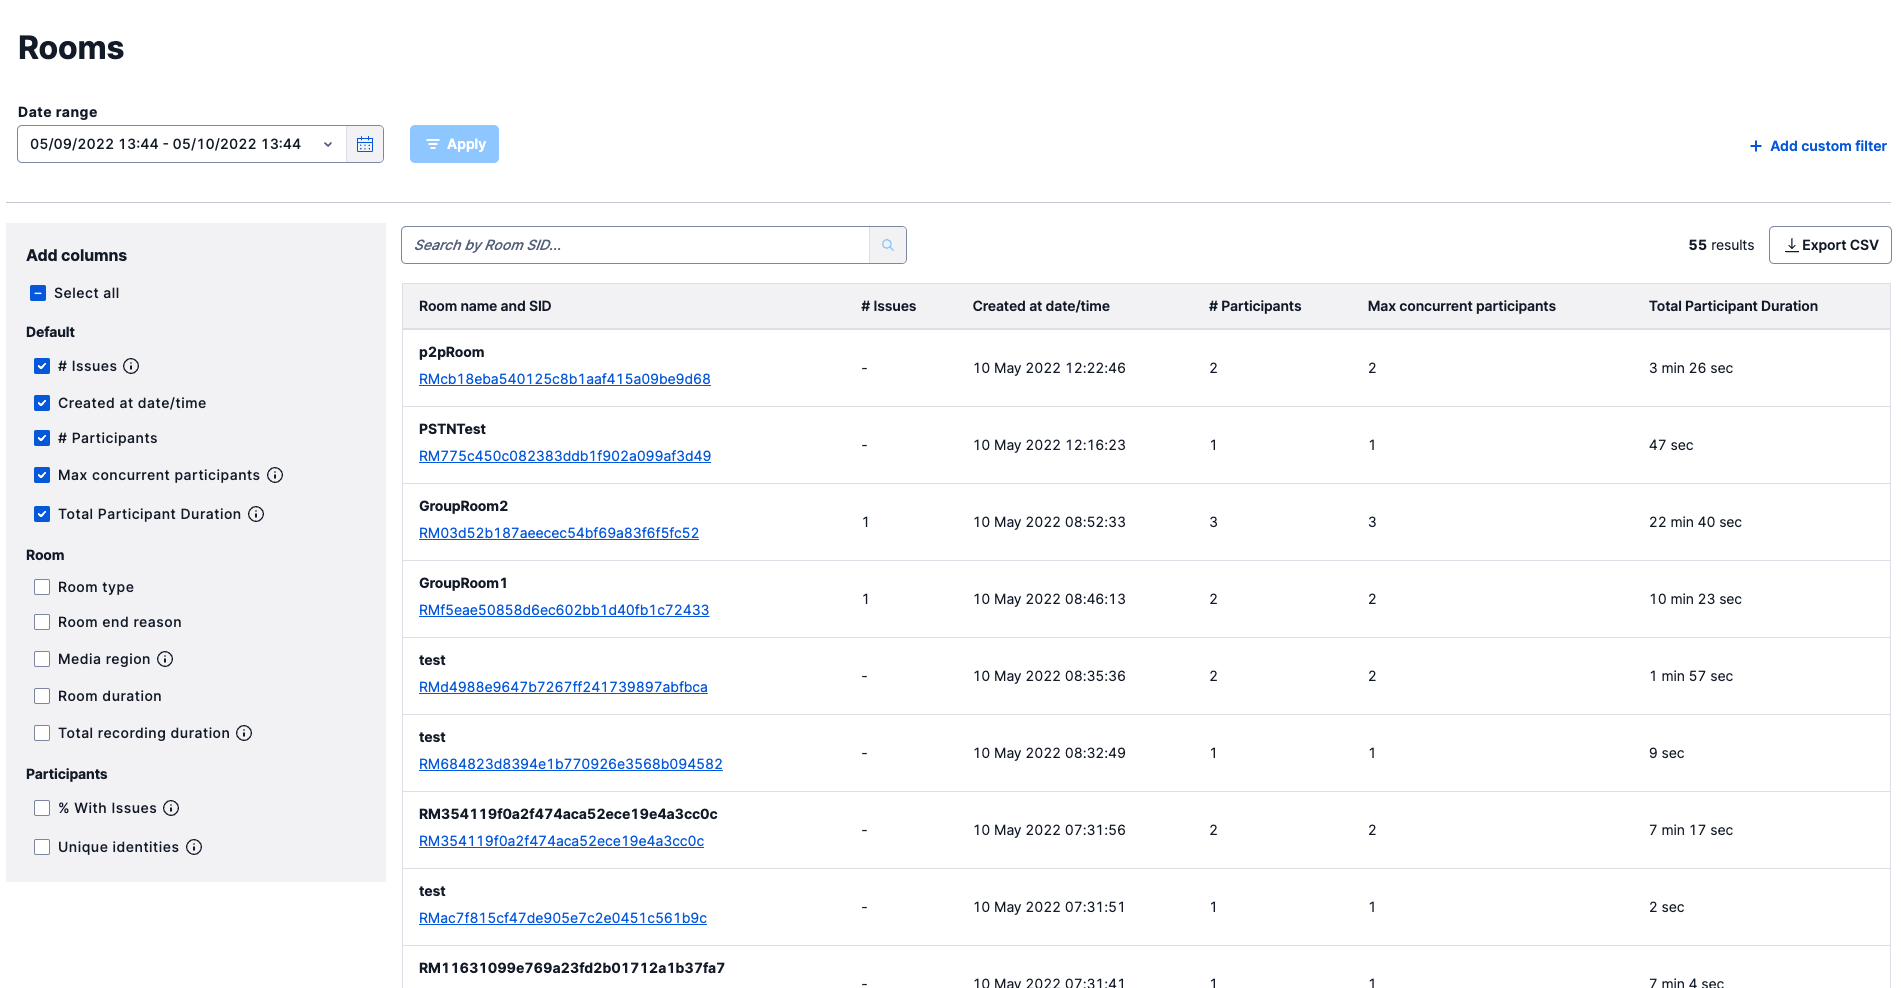 Rooms
Date range
05/09/2022 13:44 - 05/10/2022 13:44
Apply
Add custom filter
Add columns
Select all
Default
# Issues
Created at date/time
# Participants
Max concurrent participants
Total Participant Duration
Room
Room type
Room end reason
Media region
Room duration
Total recording duration
Participants
% With Issues
Unique identities
Search by Room SID...
55 results
Export CSV
Room name and SID # Issues Created at date/time # Participants Max concurrent participants Total Participant Duration
p2pRoom
RMcb18eba540125c8b1aaf415a09be9d68 - 10 May 2022 12:22:46 2 2 3 min 26 sec
PSTNTest
RM775c450c082383ddb1f902a099af3d49 - 10 May 2022 12:16:23 1 1 47 sec
GroupRoom2
RM03d52b187aeecec54bf69a83f6f5fc52 1 10 May 2022 08:52:33 3 3 22 min 40 sec
GroupRoom1
RMf5eae50858d6ec602bb1d40fb1c72433 1 10 May 2022 08:46:13 2 2 10 min 23 sec
test
RMd4988e9647b7267ff241739897abfbca - 10 May 2022 08:35:36 2 2 1 min 57 sec
test
RM684823d8394e1b770926e3568b094582 - 10 May 2022 08:32:49 1 1 9 sec
RM354119f0a2f474aca52ece19e4a3cc0c
RM354119f0a2f474aca52ece19e4a3cc0c - 10 May 2022 07:31:56 2 2 7 min 17 sec
test
RMac7f815cf47de905e7c2e0451c561b9c - 10 May 2022 07:31:51 1 1 2 sec
RM11631099e769a23fd2b01712a1b37fa7
- 10 May 2022 07:31:41 1 1 7 min 4 sec